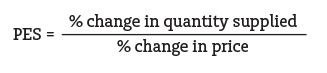 % change in quantity supplied
PES =
% change in price